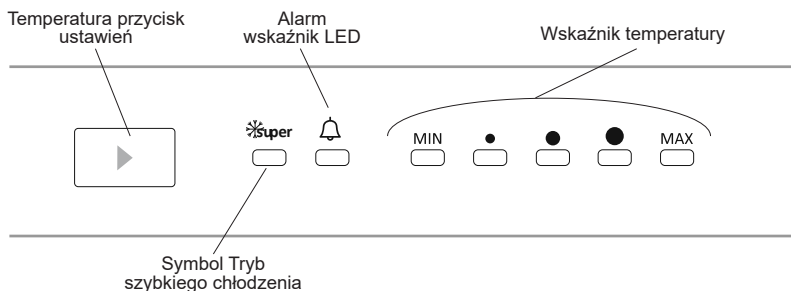 Temperatura przycisk
ustawień
Alarm
wskaźnik LED
Wskaźnik temperatury
super
MIN
MAX
Symbol Tryb
szybkiego chłodzenia